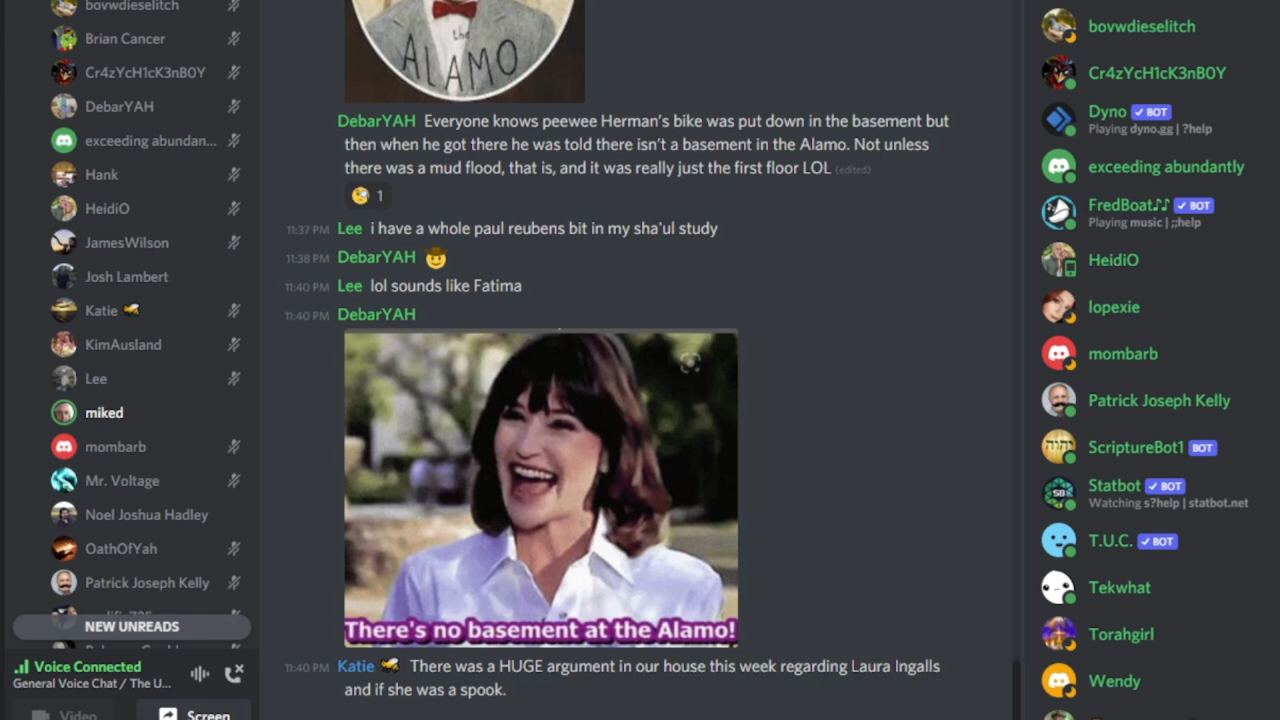 bovwdieselitch
Brian Cancer
Cr4zYcH1cK3nB0Y
DebarYAH
exceeding abundan...
Hank
HeidiO
JamesWilson
Josh Lambert
Katie
KimAusland
Lee
miked
mombarb
Mr. Voltage
Noel Joshua Hadley
OathOfYah
Patrick Joseph Kelly
NEW UNREADS
Voice Connected
General Voice Chat / The U...
Video
Screen
the
ALAMO
DebarYAH Everyone knows peewee Herman's bike was put down in the basement but
then when he got there he was told there isn't a basement in the Alamo. Not unless
there was a mud flood, that is, and it was really just the first floor LOL (edited)
1
11:37 PM Lee i have a whole paul reubens bit in my sha'ul study
11:38 PM DebarYAH 🤠
11:40 PM Lee lol sounds like Fatima
11:40 PM DebarYAH
There's no basement at the Alamo!
11:40 PM Katie 🐝 There was a HUGE argument in our house this week regarding Laura Ingalls
and if she was a spook.
bovwdieselitch
Cr4zYcH1cK3nB0Y
Dyno ✓ BOT
Playing dyno.gg | ?help
exceeding abundantly
FredBoat♪♪ ✓ BOT
Playing music | ;;help
HeidiO
lopexie
mombarb
Patrick Joseph Kelly
יהוה
ScriptureBot1 BOT
SB
Statbot ✓ BOT
Watching s?help | statbot.net
T.U.C. ✓ BOT
Tekwhat
Torahgirl
Wendy